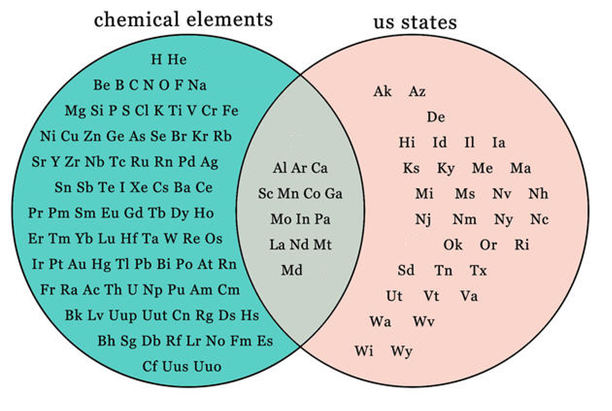 chemical elements
H He
Be B C N O F Na
Mg Si P S Cl K Ti V Cr Fe
Ni Cu Zn Ge As Se Br Kr Rb
Sr Y Zr Nb Tc Ru Rn Pd Ag
Sn Sb Te I Xe Cs Ba Ce
Pr Pm Sm Eu Gd Tb Dy Ho
Er Tm Yb Lu Hf Ta W Re Os
Ir Pt Au Hg Tl Pb Bi Po At Rn
Fr Ra Ac Th U Np Pu Am Cm
Bk Lv Uup Uut Cn Rg Ds Hs
Bh Sg Db Rf Lr No Fm Es
Cf Uus Uuo
Al Ar Ca
Sc Mn Co Ga
Mo In Pa
La Nd Mt
Md
us states
Ak Az
De
Hi Id Il Ia
Ks Ky Me Ma
Mi Ms Nv Nh
Nj Nm Ny Nc
Ok Or Ri
Sd Tn Tx
Ut Vt Va
Wa Wv
Wi Wy